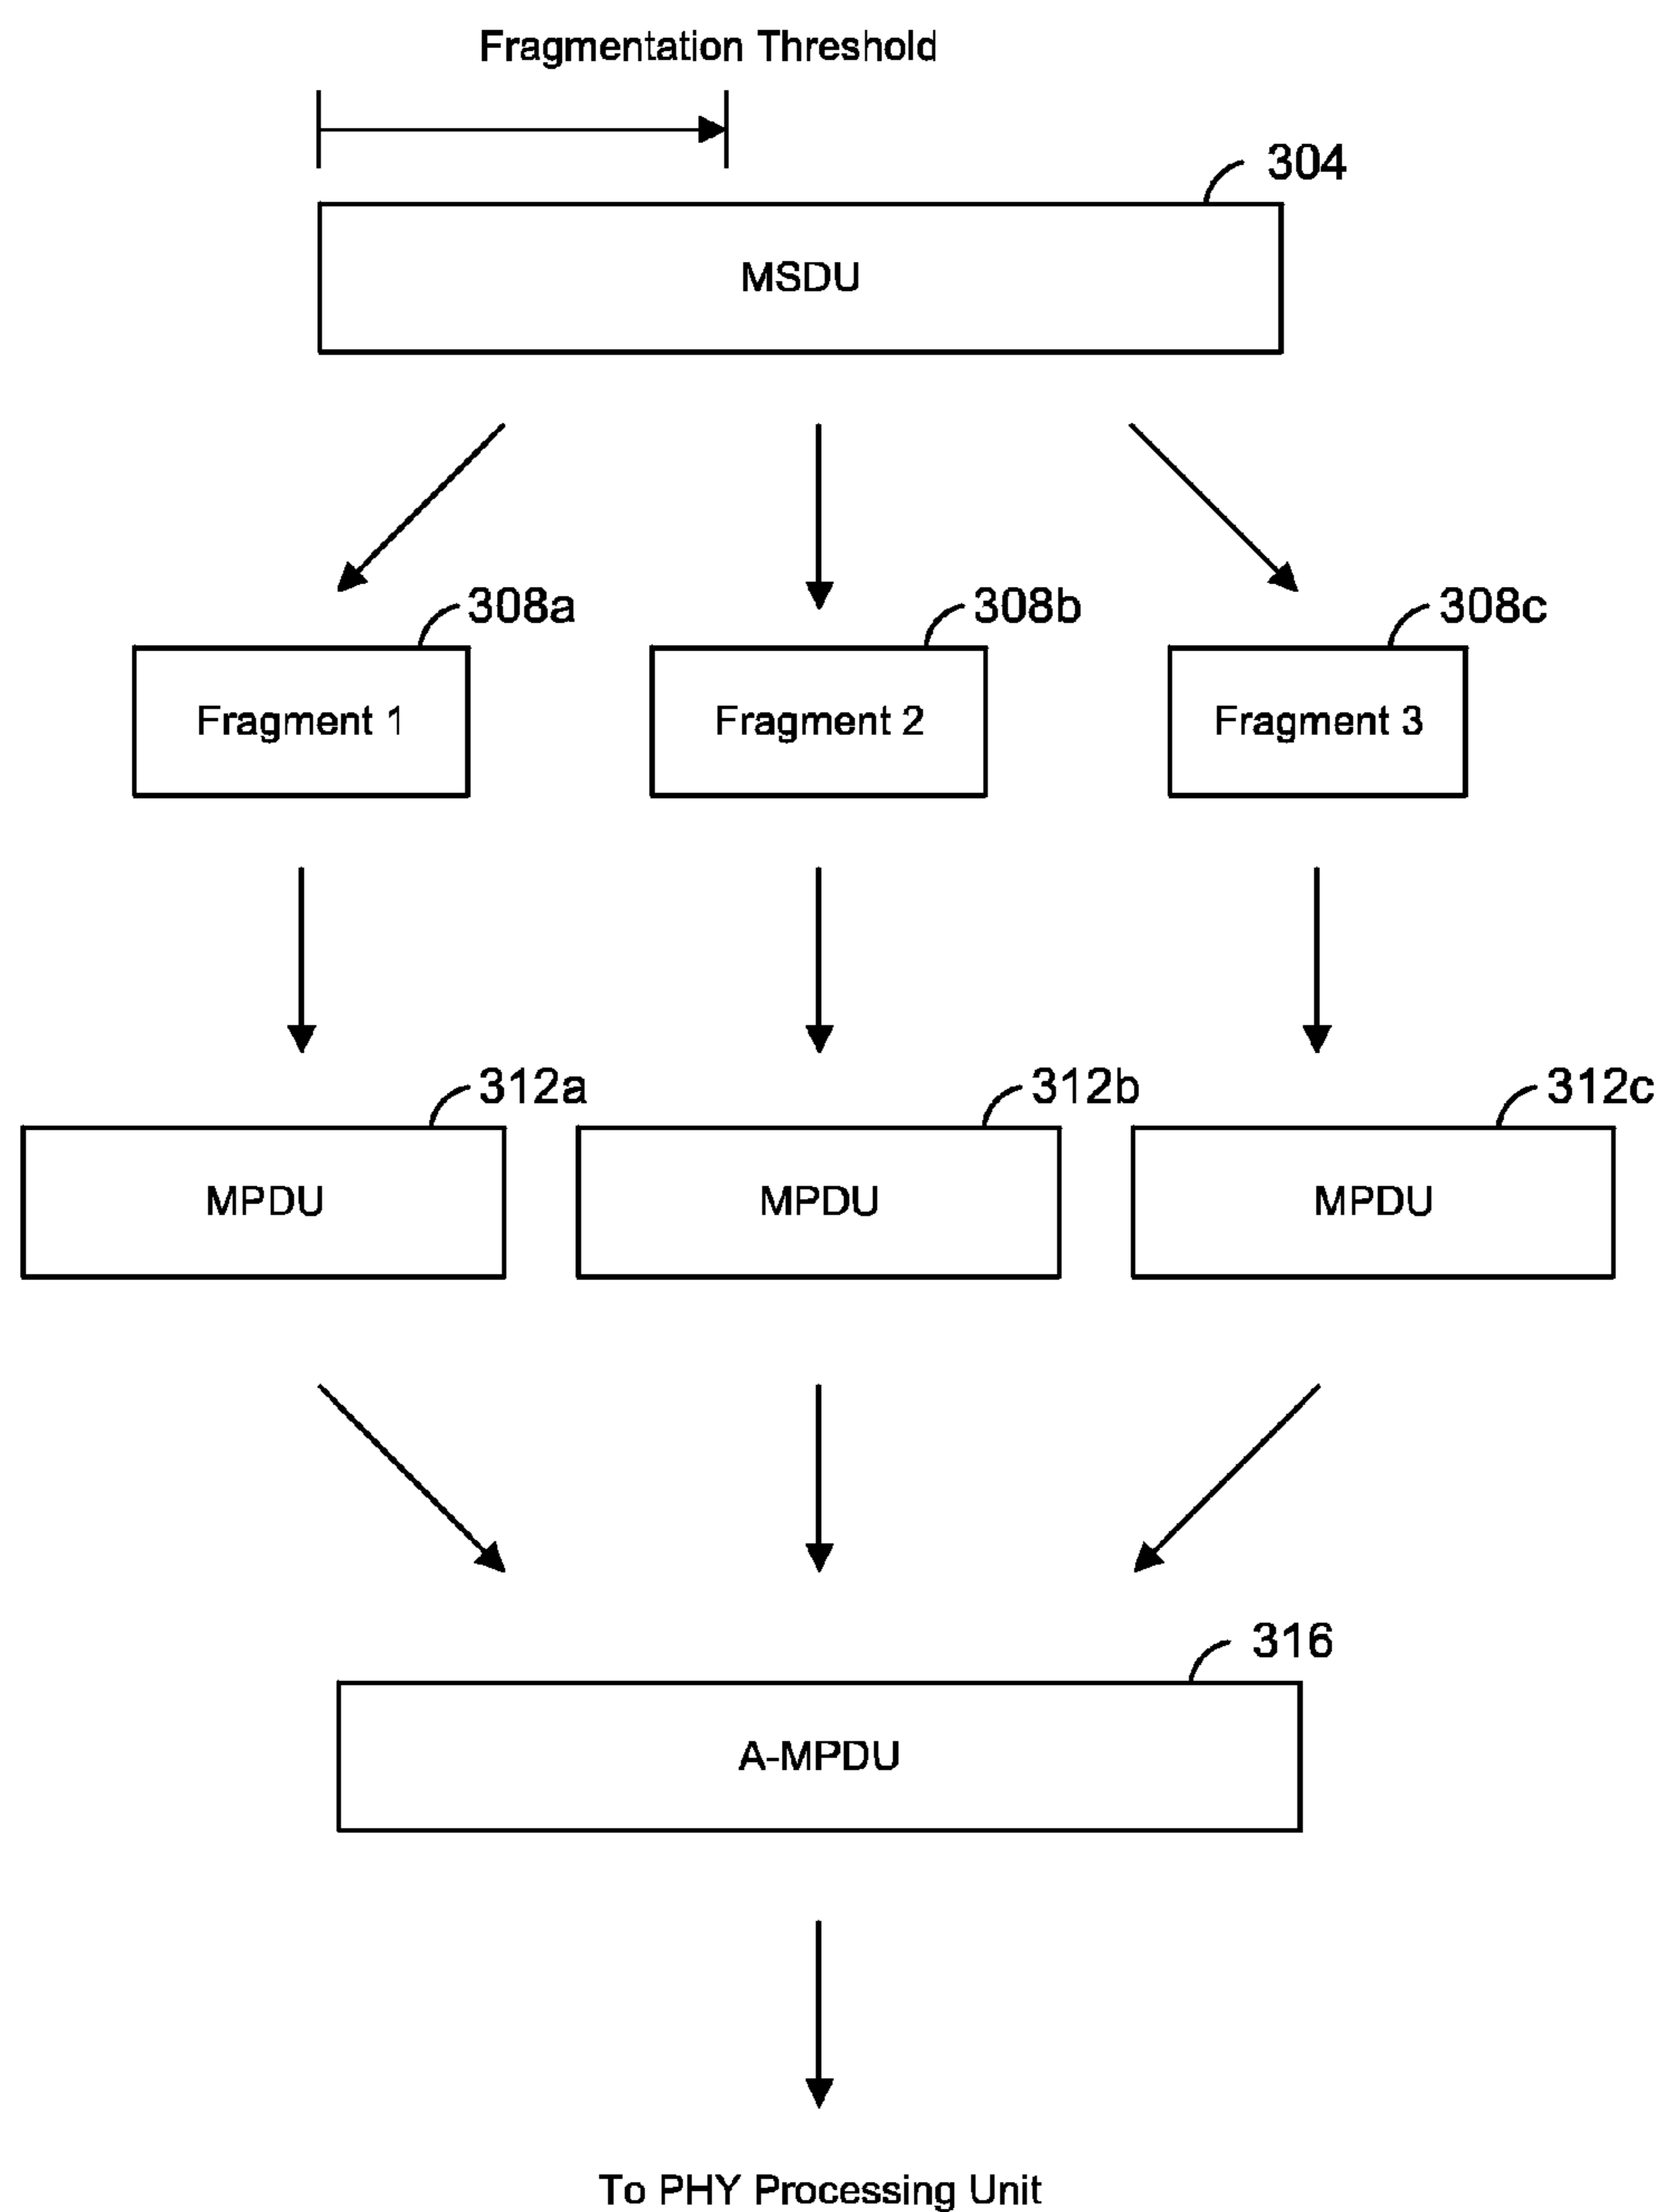 Fragmentation Threshold
304
MSDU
308a
308b
308c
Fragment 1
Fragment 2
Fragment 3
312a
312b
312c
MPDU
MPDU
MPDU
316
A-MPDU
To PHY Processing Unit